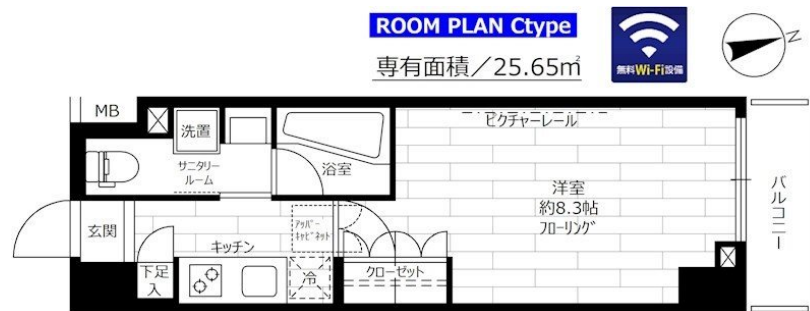 ROOM PLAN Ctype
専有面積／25.65㎡
無料Wi-Fi設備
N
MB
洗置
サニタリー
ルーム
浴室
ピクチャーレール
洋室
約8.3帖
フローリング
バルコニー
玄関
アッパー
キャビネット
キッチン
下足
入
冷
クローゼット